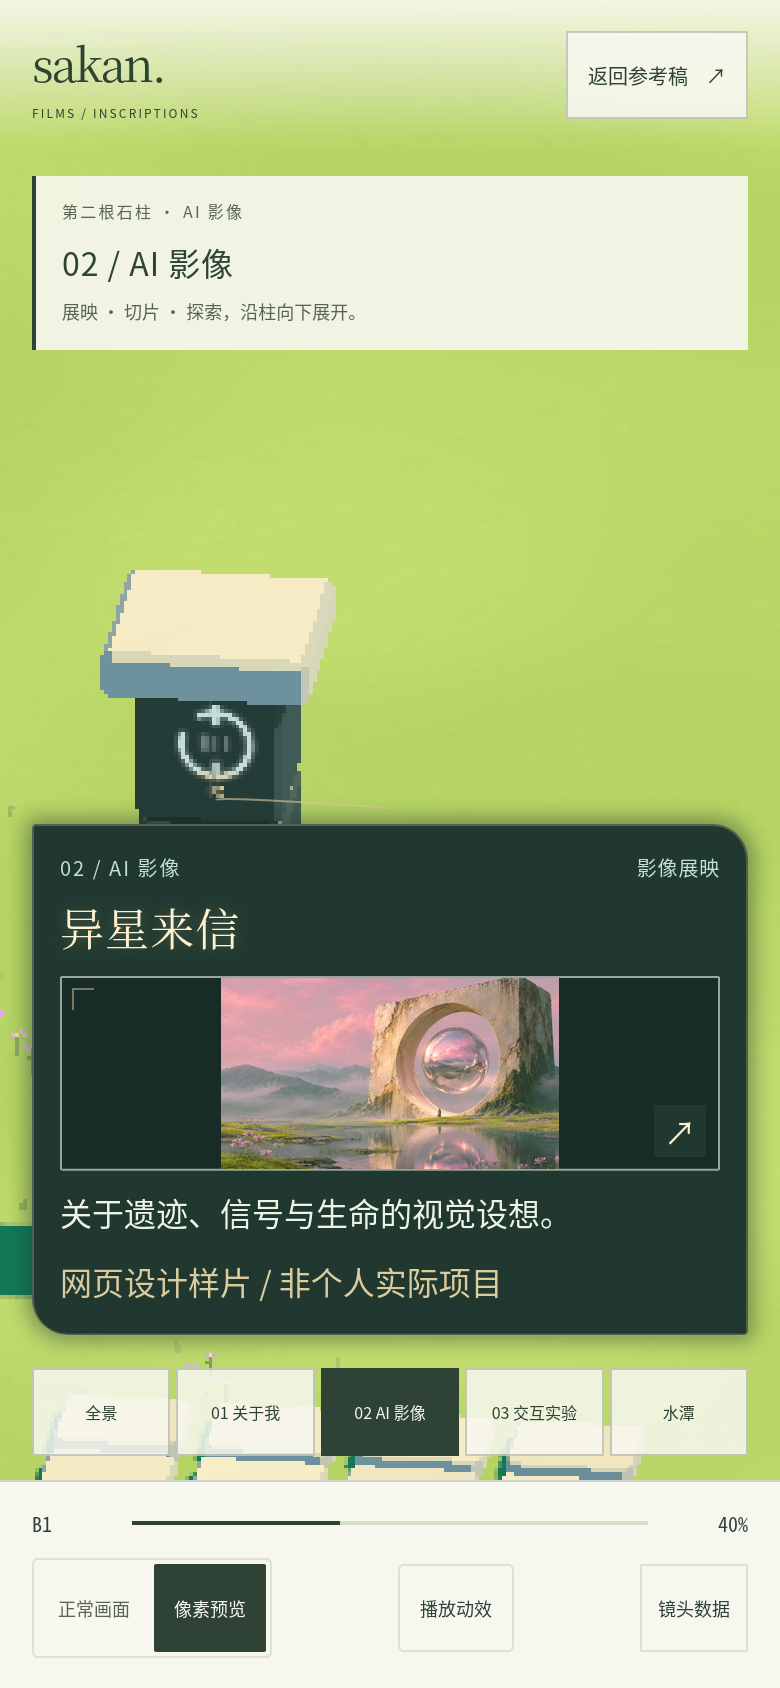 sakan.
FILMS / INSCRIPTIONS
返回参考稿 ↗
第二根石柱 · AI 影像
02 / AI 影像
展映 · 切片 · 探索，沿柱向下展开。
02 / AI 影像
影像展映
异星来信
↗
关于遗迹、信号与生命的视觉设想。
网页设计样片 / 非个人实际项目
全景
01 关于我
02 AI 影像
03 交互实验
水潭
B1
40%
正常画面
像素预览
播放动效
镜头数据